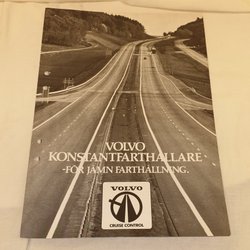 VOLVO
KONSTANTFARTHÅLLARE
-FÖR JÄMN FARTHÅLLNING.
VOLVO
CRUISE CONTROL